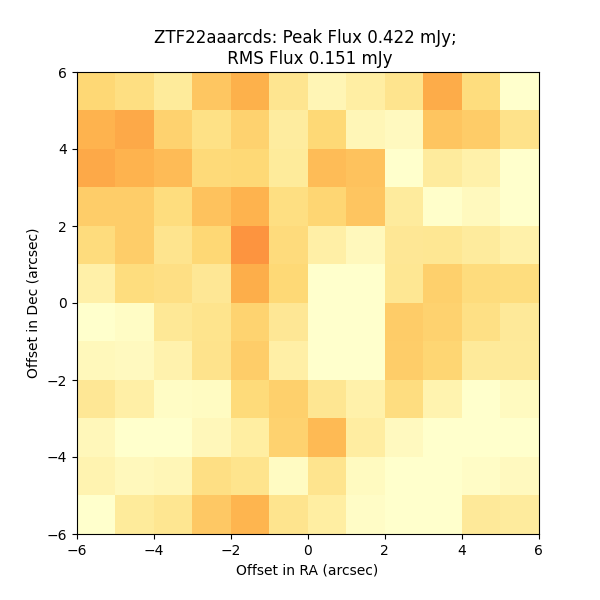 ZTF22aaarcds: Peak Flux 0.422 mJy;
RMS Flux 0.151 mJy
6
4
2
0
−2
−4
−6
Offset in Dec (arcsec)
−6 −4 −2 0 2 4 6
Offset in RA (arcsec)